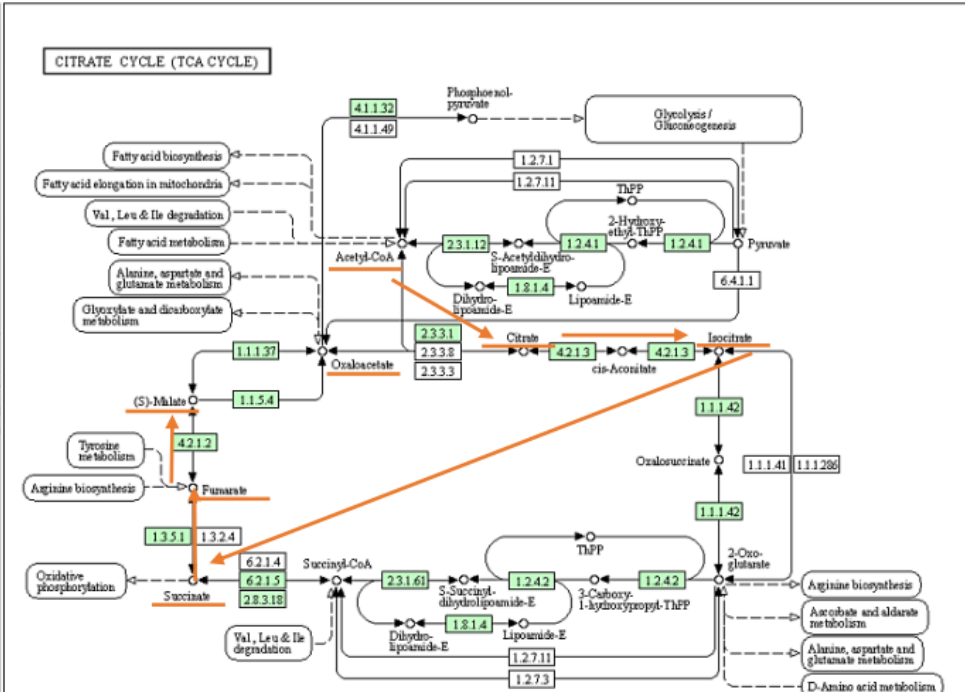 CITRATE CYCLE (TCA CYCLE)
Phosphoenol-
pyruvate
4.1.1.32
4.1.1.49
Glycolysis /
Gluconeogenesis
Fatty acid biosynthesis
Fatty acid elongation in mitochondria
Val, Leu & Ile degradation
Fatty acid metabolism
1.2.7.1
1.2.7.11
ThPP
2-Hydroxy-
ethyl-ThPP
Acetyl-CoA
2.3.1.12
S-Acetyldihydro-
lipoamide-E
1.2.4.1
1.2.4.1
Pyruvate
Alanine, aspartate and
glutamate metabolism
Dihydro-
lipoamide-E
1.8.1.4
Lipoamide-E
6.4.1.1
Glyoxylate and dicarboxylate
metabolism
1.1.1.37
Oxaloacetate
2.3.3.1
2.3.3.8
2.3.3.3
Citrate
4.2.1.3
cis-Aconitate
4.2.1.3
Isocitrate
(S)-Malate
1.1.5.4
1.1.1.42
Tyrosine
metabolism
4.2.1.2
Oxalosuccinate
1.1.1.41
1.1.1.286
Arginine biosynthesis
Fumarate
1.1.1.42
1.3.5.1
1.3.2.4
ThPP
6.2.1.4
6.2.1.5
2.8.3.18
Succinyl-CoA
2-Oxo-
glutarate
Oxidative
phosphorylation
Succinate
2.3.1.61
S-Succinyl-
dihydrolipoamide-E
1.2.4.2
3-Carboxy-
1-hydroxypropyl-ThPP
1.2.4.2
Arginine biosynthesis
Ascorbate and aldarate
metabolism
Val, Leu & Ile
degradation
Dihydro-
lipoamide-E
1.8.1.4
Lipoamide-E
Alanine, aspartate and
glutamate metabolism
1.2.7.11
1.2.7.3
D-Amino acid metabolism